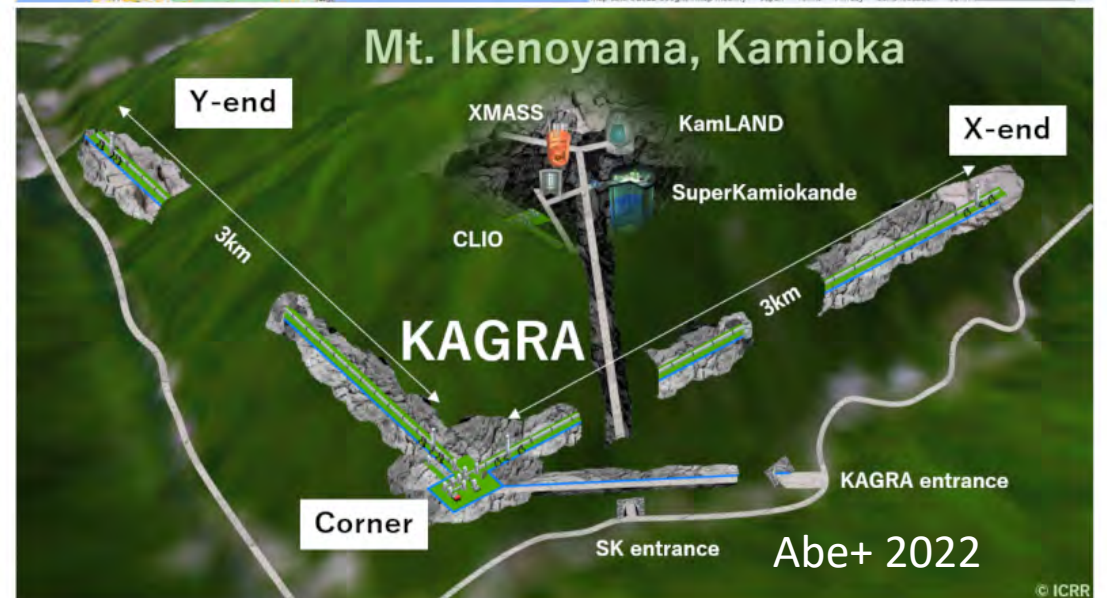 Mt. Ikenoyama, Kamioka
Y-end
XMASS
KamLAND
X-end
SuperKamiokande
CLIO
3km
3km
KAGRA
KAGRA entrance
Corner
SK entrance
Abe+ 2022
© ICRR